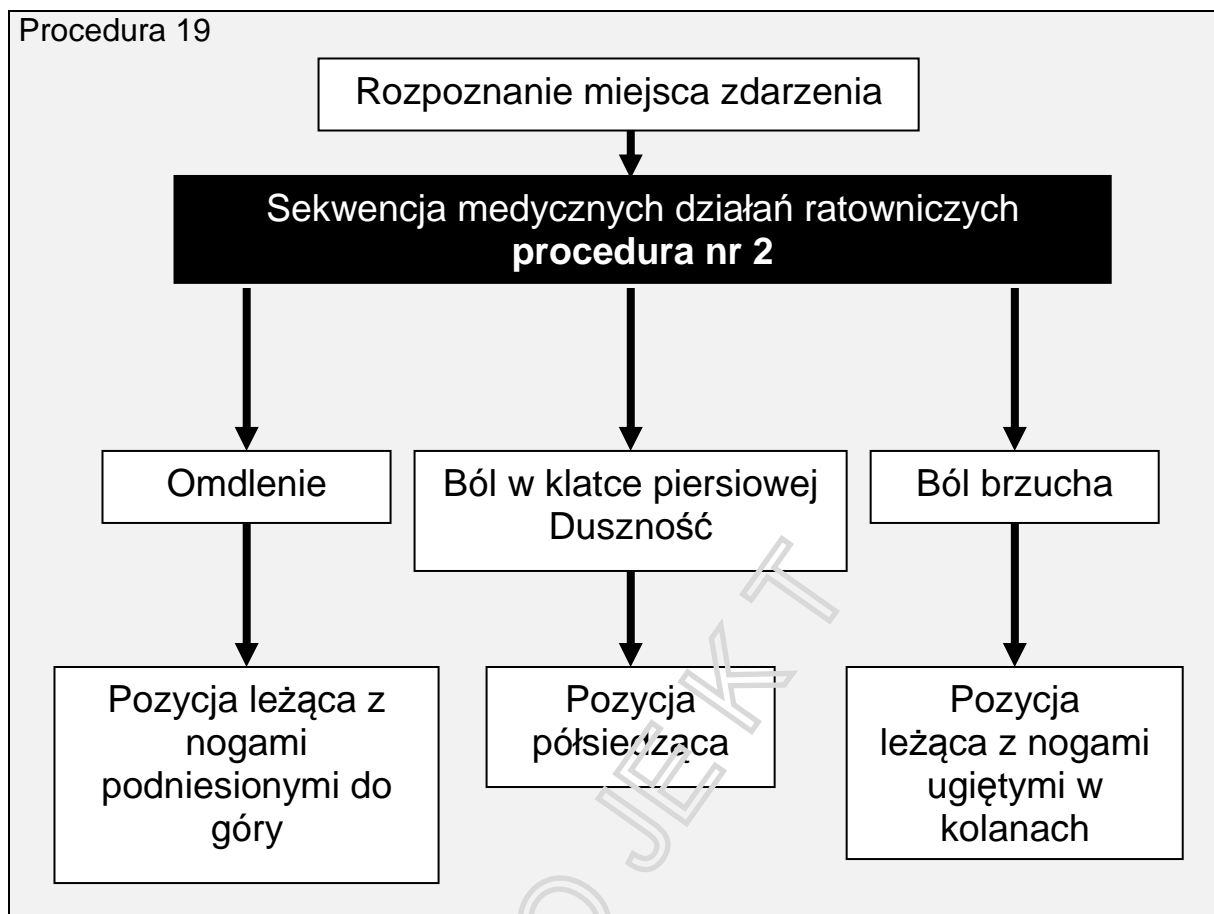 Procedura 19
Rozpoznanie miejsca zdarzenia
Sekwencja medycznych działań ratowniczych
procedura nr 2
Omdlenie
Ból w klatce piersiowej
Duszność
Ból brzucha
Pozycja leżąca z
nogami
podniesionymi do
góry
Pozycja
półsiedząca
Pozycja
leżąca z nogami
ugiętymi w
kolanach
OJEKT